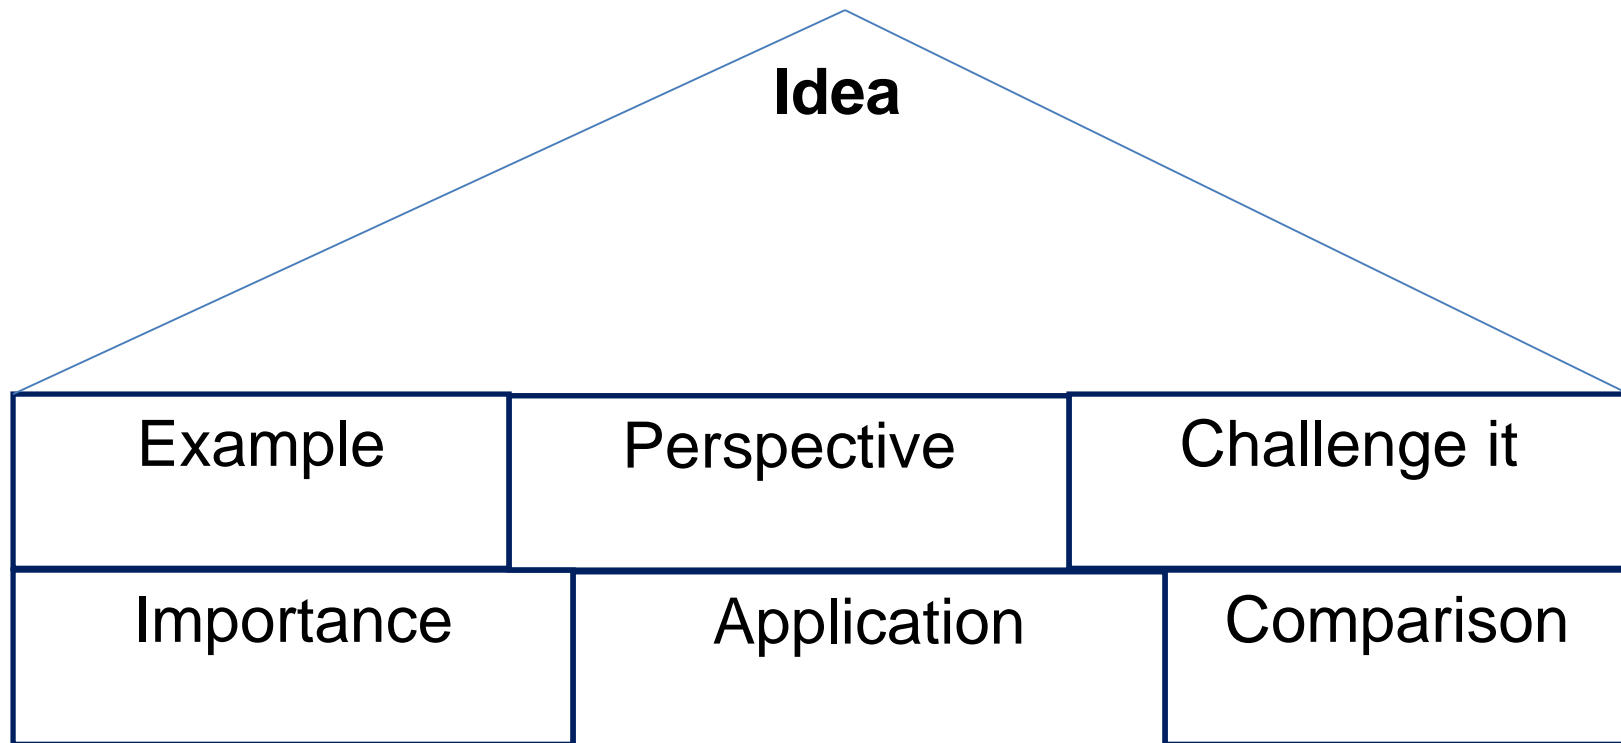 Idea
Example
Perspective
Challenge it
Importance
Application
Comparison